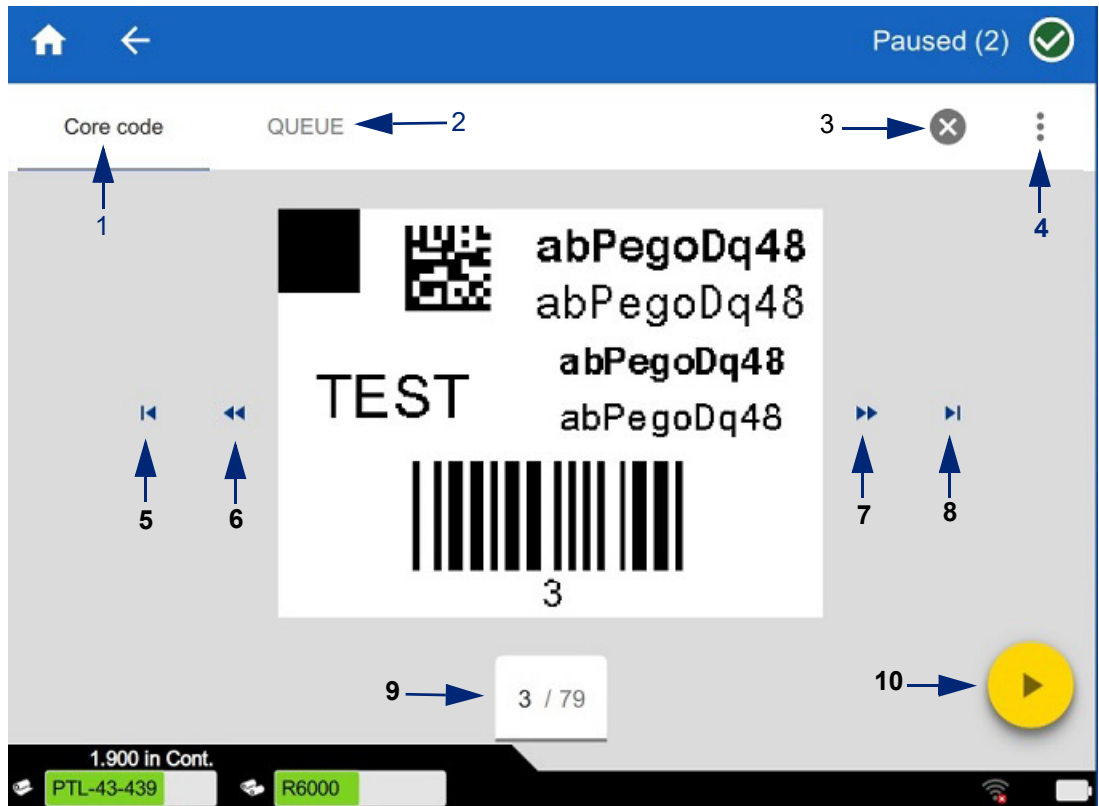 Paused (2)
Core code
QUEUE
2
3
1
4
abPegoDq48
abPegoDq48
abPegoDq48
TEST
abPegoDq48
5
6
7
8
3
9
3 / 79
10
1.900 in Cont.
PTL-43-439
R6000